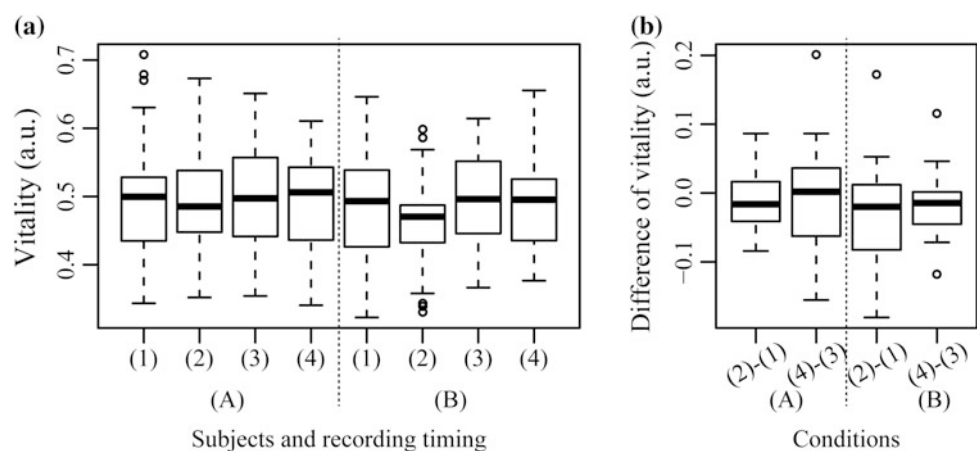 (a)
Vitality (a.u.)
0.7
0.6
0.5
0.4
(1) (2) (3) (4) (1) (2) (3) (4)
(A) (B)
Subjects and recording timing
(b)
Difference of vitality (a.u.)
0.2
0.1
0.0
−0.1
(2)-(1) (4)-(3) (2)-(1) (4)-(3)
(A) (B)
Conditions